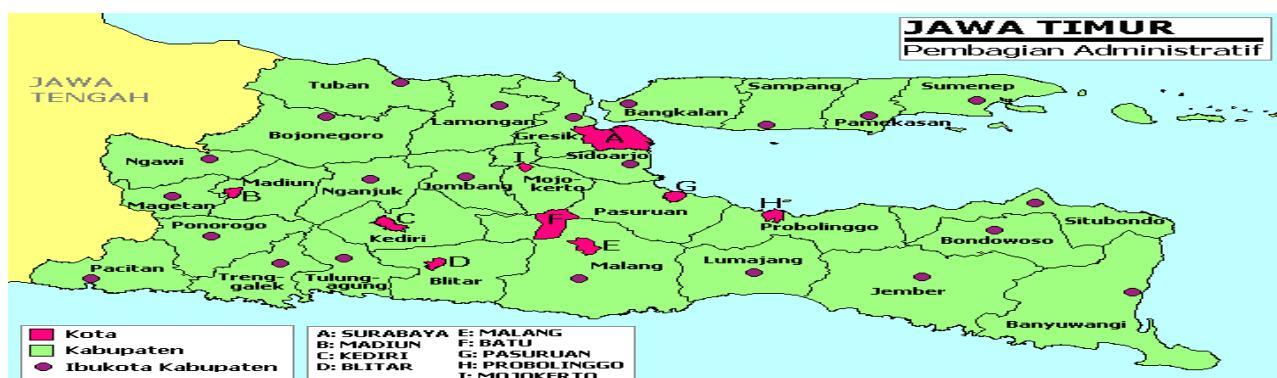 JAWA TIMUR
Pembagian Administratif
JAWA
TENGAH
Tuban
Lamongan
Bojonegoro
Gresik
A
Bangkalan
Sampang
Pamekasan
Sumenep
Sidoarjo
Ngawi
Madiun
B
Magetan
Nganjuk
Jombang
I
Mojo-
kerto
G
Pasuruan
H
Probolinggo
Situbondo
Bondowoso
Ponorogo
C
Kediri
F
E
Malang
Lumajang
Jember
Banyuwangi
Pacitan
Treng-
galek
Tulung-
agung
D
Blitar
Kota
Kabupaten
Ibukota Kabupaten
A: SURABAYA
B: MADIUN
C: KEDIRI
D: BLITAR
E: MALANG
F: BATU
G: PASURUAN
H: PROBOLINGGO
I: MOJOKERTO